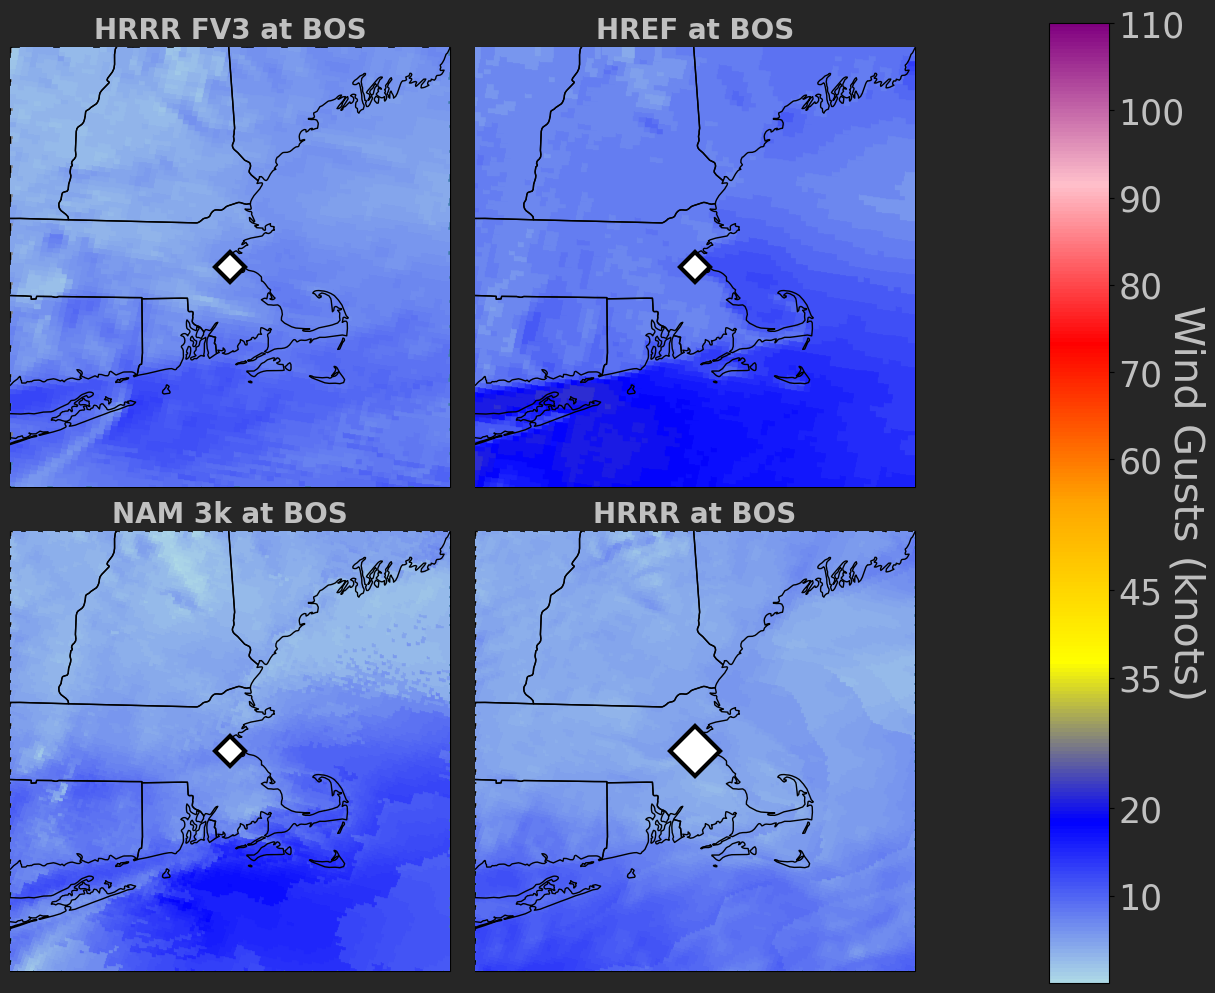 HRRR FV3 at BOS
HREF at BOS
NAM 3k at BOS
HRRR at BOS
110
100
90
80
70
60
45
35
20
10
Wind Gusts (knots)